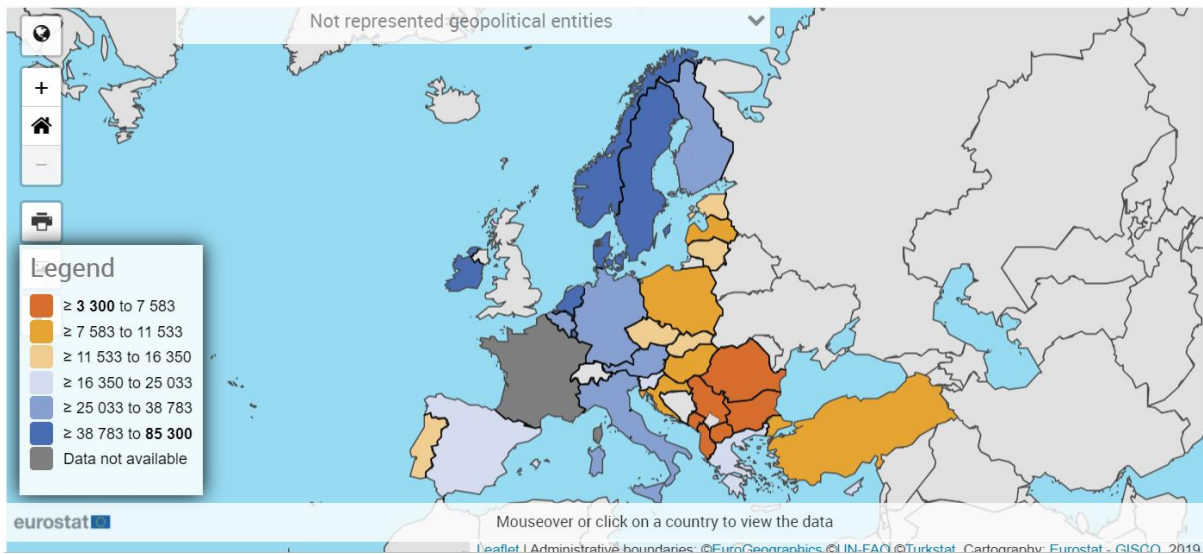 Not represented geopolitical entities
+
−
Legend
≥ 3 300 to 7 583
≥ 7 583 to 11 533
≥ 11 533 to 16 350
≥ 16 350 to 25 033
≥ 25 033 to 38 783
≥ 38 783 to 85 300
Data not available
eurostat
Mouseover or click on a country to view the data
Leaflet | Administrative boundaries: ©EuroGeographics ©UN-FAO ©Turkstat, Cartography: Eurostat - GISCO, 2019